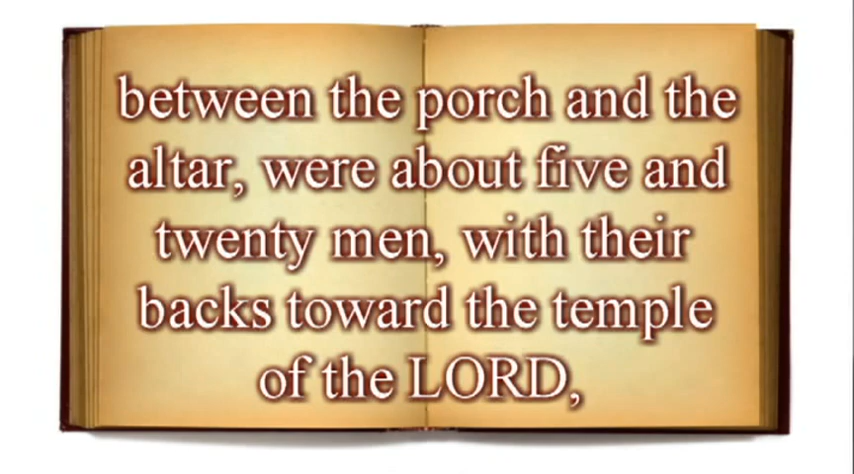 between the porch and the
altar, were about five and
twenty men, with their
backs toward the temple
of the LORD,